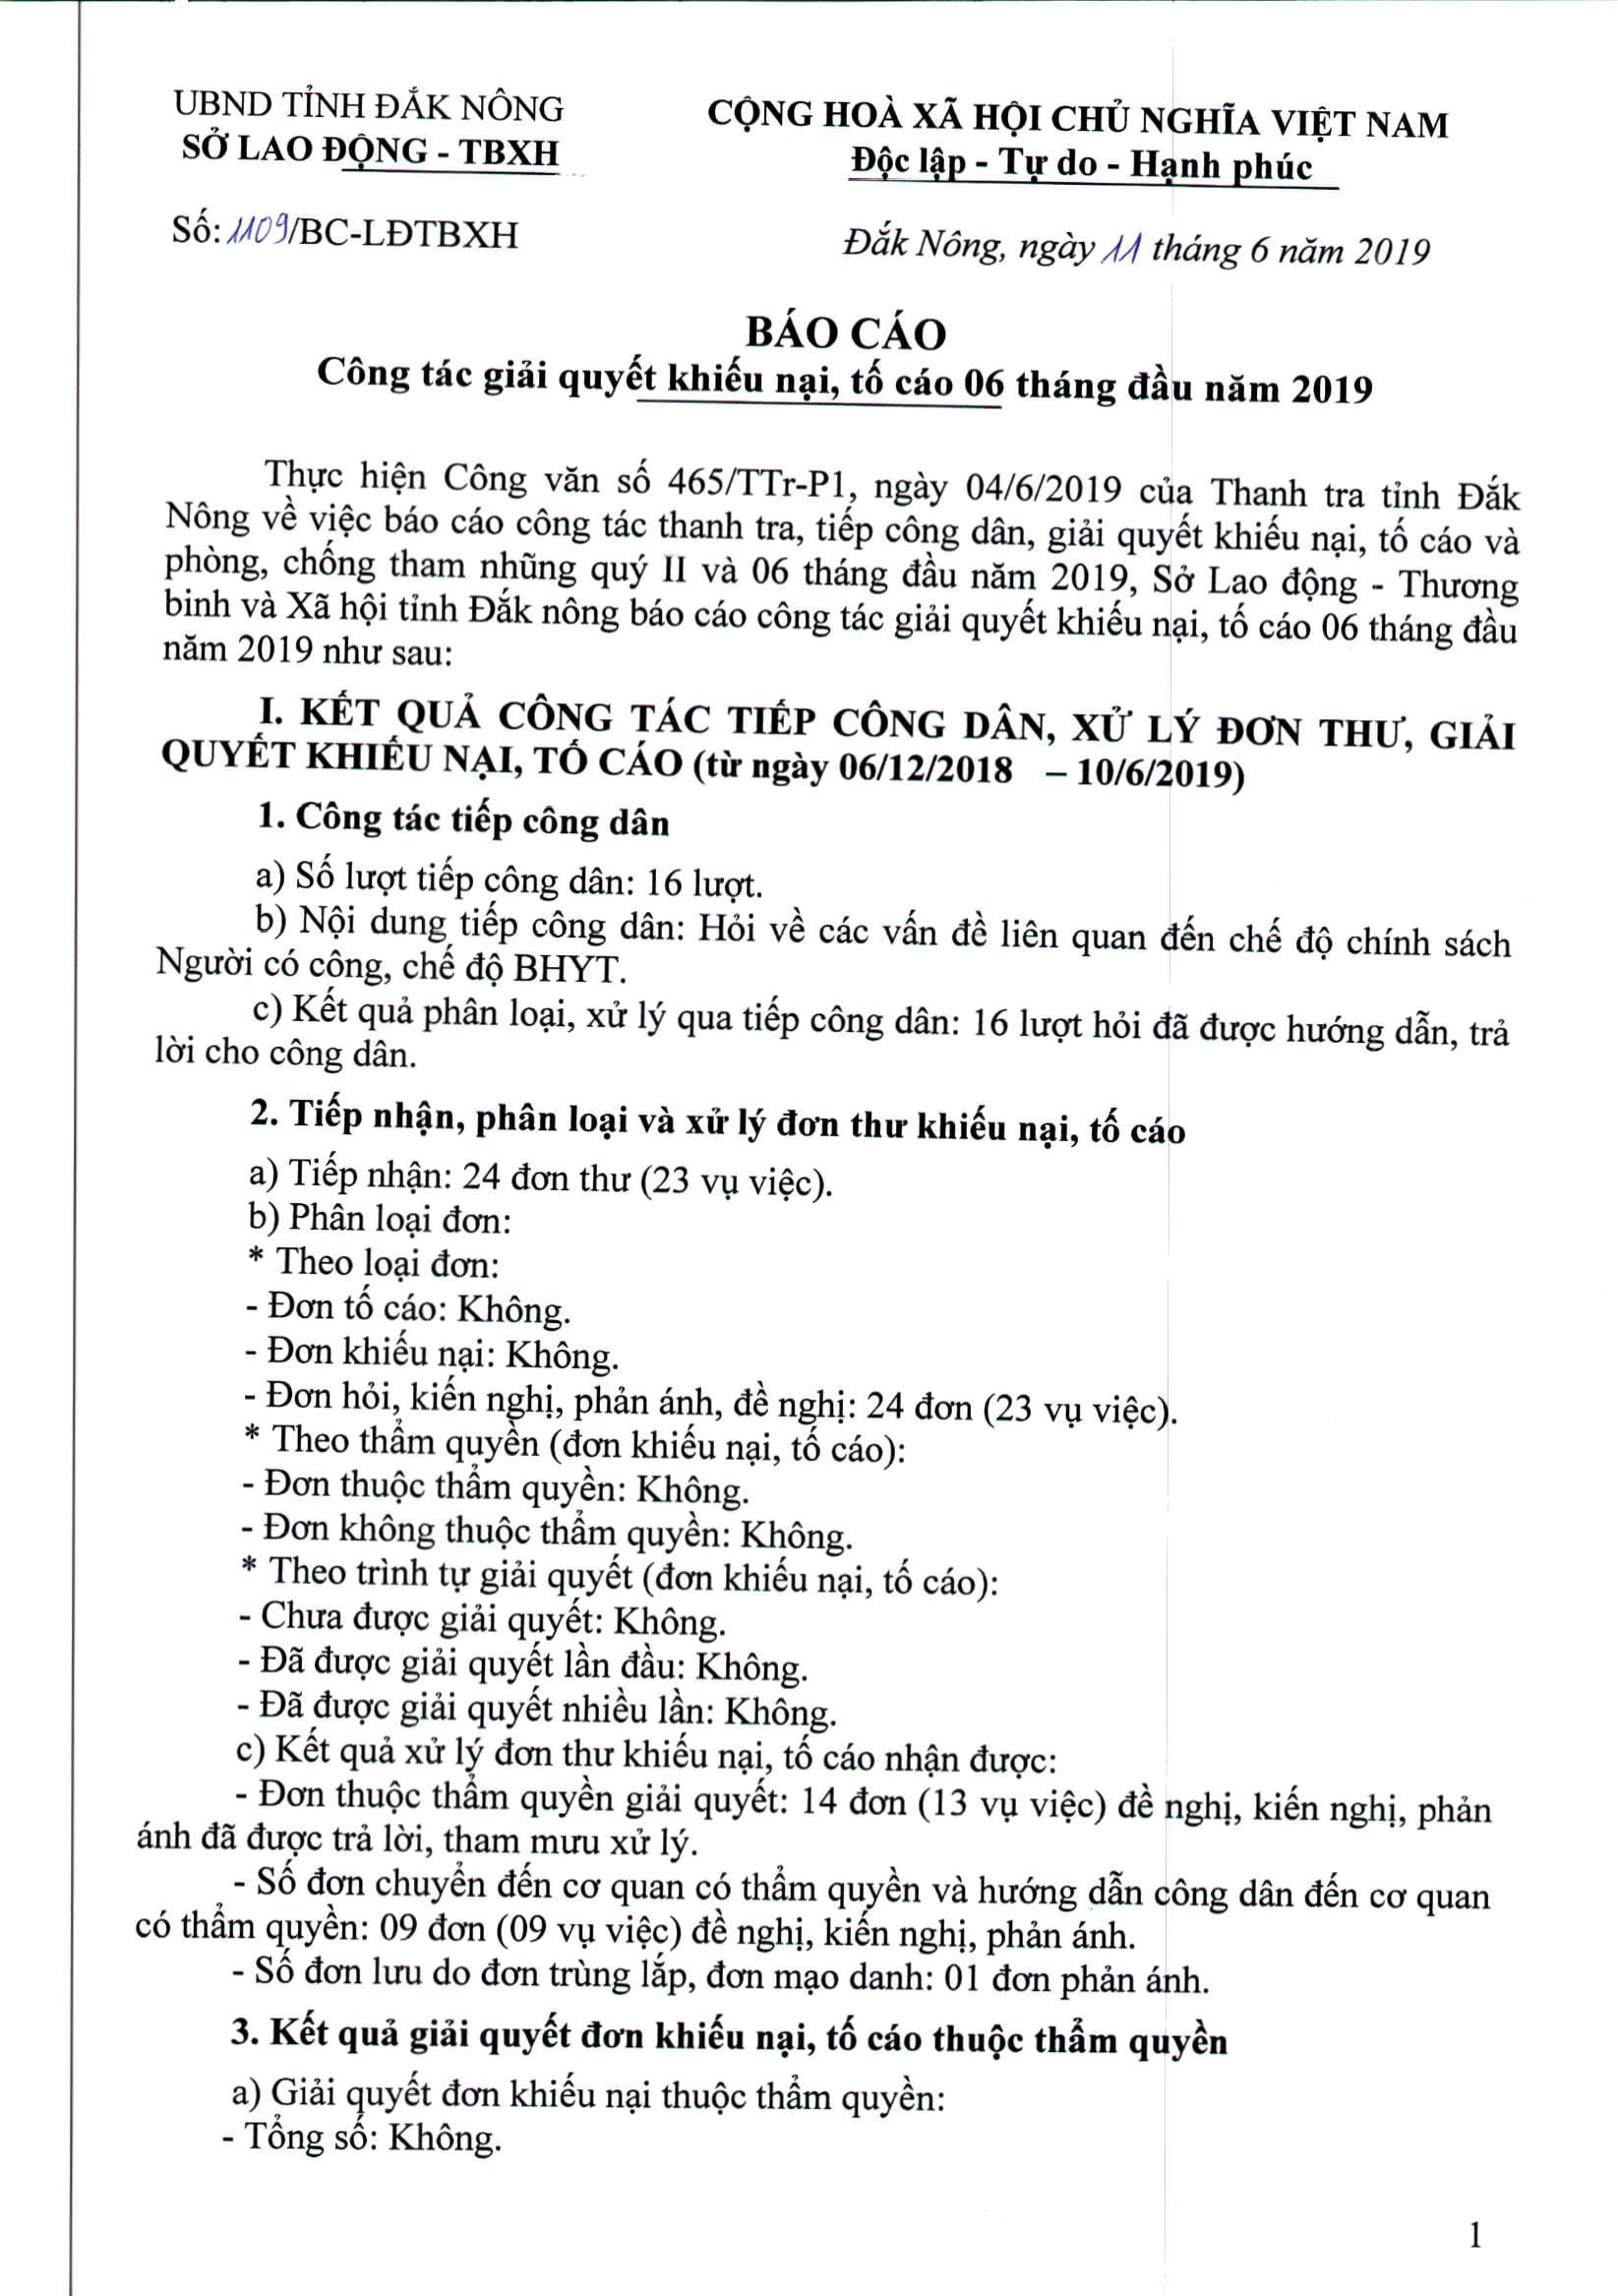 UBND TỈNH ĐẮK NÔNG
SỞ LAO ĐỘNG - TBXH
CỘNG HOÀ XÃ HỘI CHỦ NGHĨA VIỆT NAM
Độc lập - Tự do - Hạnh phúc
Số: 1109/BC-LĐTBXH
Đắk Nông, ngày 11 tháng 6 năm 2019
BÁO CÁO
Công tác giải quyết khiếu nại, tố cáo 06 tháng đầu năm 2019
Thực hiện Công văn số 465/TTr-P1, ngày 04/6/2019 của Thanh tra tỉnh Đắk
Nông về việc báo cáo công tác thanh tra, tiếp công dân, giải quyết khiếu nại, tố cáo và
phòng, chống tham nhũng quý II và 06 tháng đầu năm 2019, Sở Lao động - Thương
binh và Xã hội tỉnh Đắk nông báo cáo công tác giải quyết khiếu nại, tố cáo 06 tháng đầu
năm 2019 như sau:
I. KẾT QUẢ CÔNG TÁC TIẾP CÔNG DÂN, XỬ LÝ ĐƠN THƯ, GIẢI
QUYẾT KHIẾU NẠI, TỐ CÁO (từ ngày 06/12/2018 – 10/6/2019)
1. Công tác tiếp công dân
a) Số lượt tiếp công dân: 16 lượt.
b) Nội dung tiếp công dân: Hỏi về các vấn đề liên quan đến chế độ chính sách
Người có công, chế độ BHYT.
c) Kết quả phân loại, xử lý qua tiếp công dân: 16 lượt hỏi đã được hướng dẫn, trả
lời cho công dân.
2. Tiếp nhận, phân loại và xử lý đơn thư khiếu nại, tố cáo
a) Tiếp nhận: 24 đơn thư (23 vụ việc).
b) Phân loại đơn:
* Theo loại đơn:
- Đơn tố cáo: Không.
- Đơn khiếu nại: Không.
- Đơn hỏi, kiến nghị, phản ánh, đề nghị: 24 đơn (23 vụ việc).
* Theo thẩm quyền (đơn khiếu nại, tố cáo):
- Đơn thuộc thẩm quyền: Không.
- Đơn không thuộc thẩm quyền: Không.
* Theo trình tự giải quyết (đơn khiếu nại, tố cáo):
- Chưa được giải quyết: Không.
- Đã được giải quyết lần đầu: Không.
- Đã được giải quyết nhiều lần: Không.
c) Kết quả xử lý đơn thư khiếu nại, tố cáo nhận được:
- Đơn thuộc thẩm quyền giải quyết: 14 đơn (13 vụ việc) đề nghị, kiến nghị, phản
ánh đã được trả lời, tham mưu xử lý.
- Số đơn chuyển đến cơ quan có thẩm quyền và hướng dẫn công dân đến cơ quan
có thẩm quyền: 09 đơn (09 vụ việc) đề nghị, kiến nghị, phản ánh.
- Số đơn lưu do đơn trùng lắp, đơn mạo danh: 01 đơn phản ánh.
3. Kết quả giải quyết đơn khiếu nại, tố cáo thuộc thẩm quyền
a) Giải quyết đơn khiếu nại thuộc thẩm quyền:
- Tổng số: Không.
1